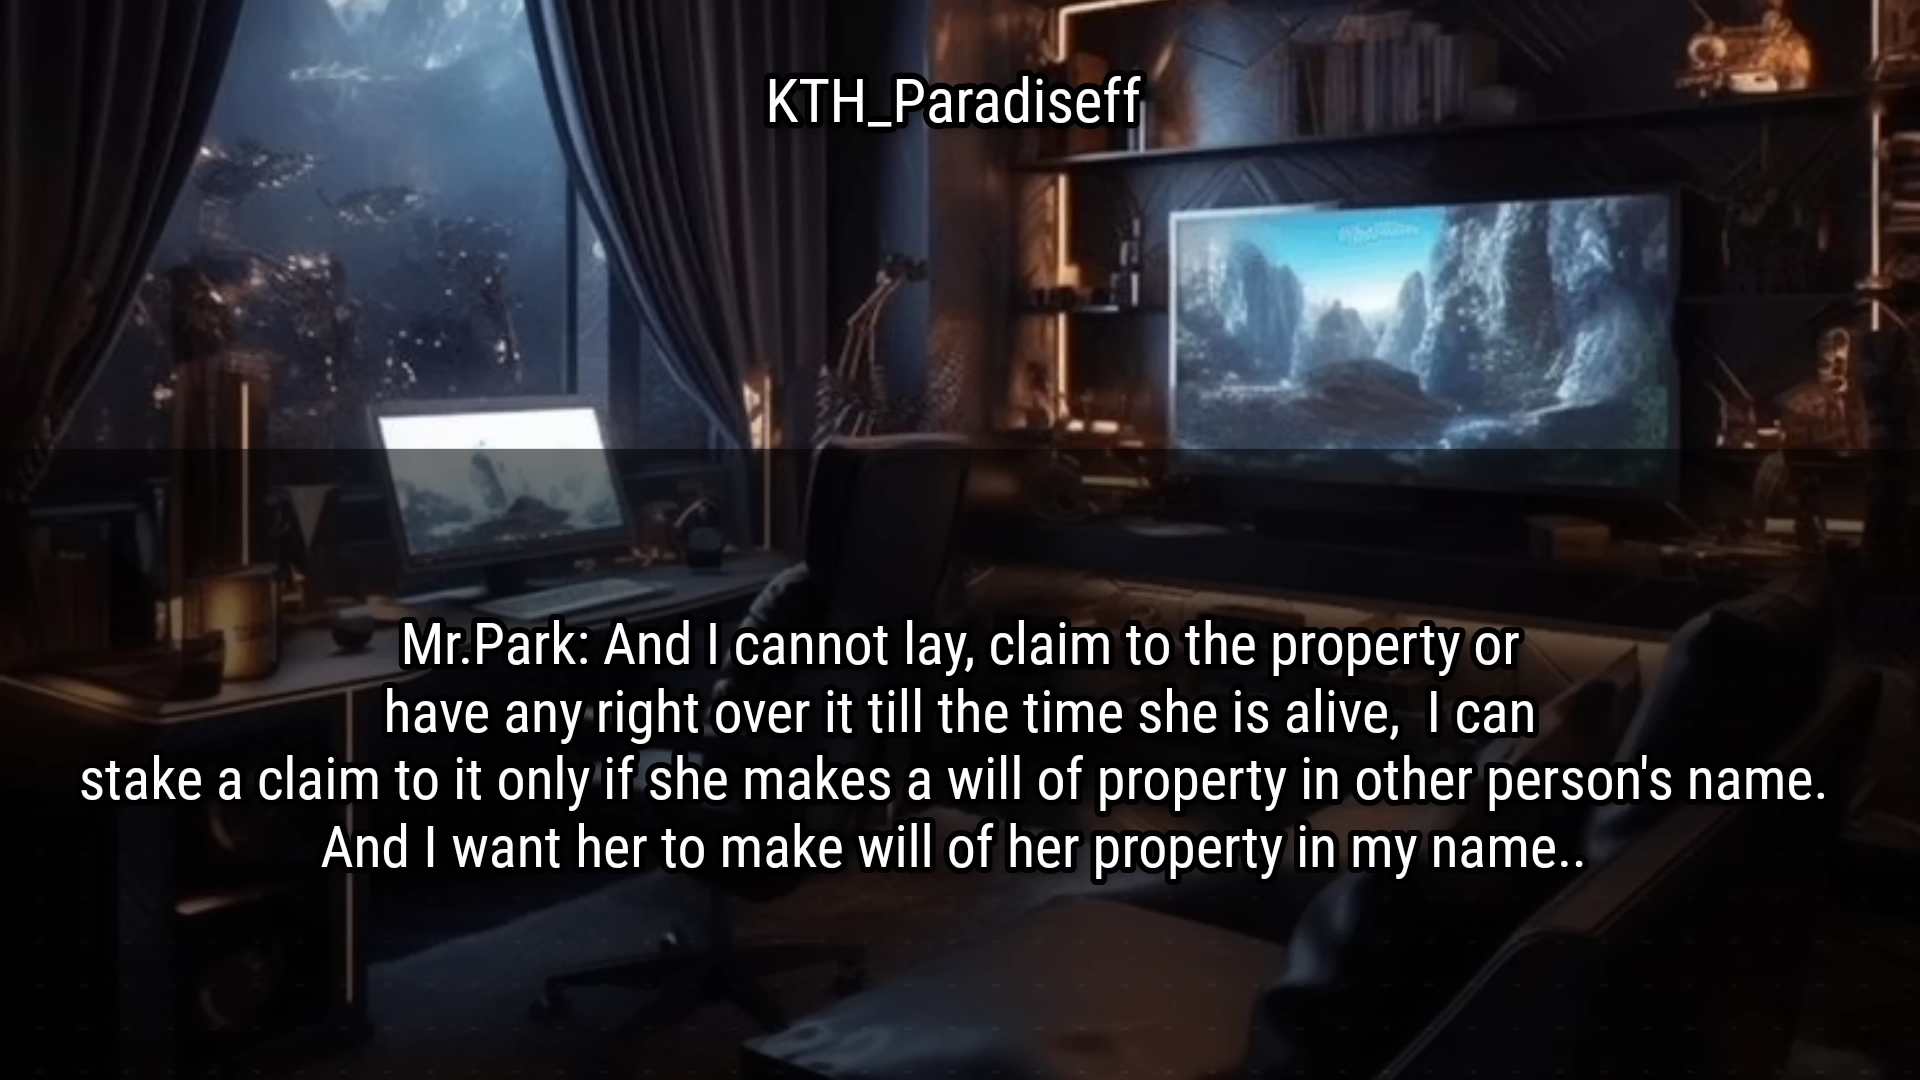 KTH_Paradiseff
Mr.Park: And I cannot lay, claim to the property or
have any right over it till the time she is alive,  I can
stake a claim to it only if she makes a will of property in other person's name.
And I want her to make will of her property in my name..